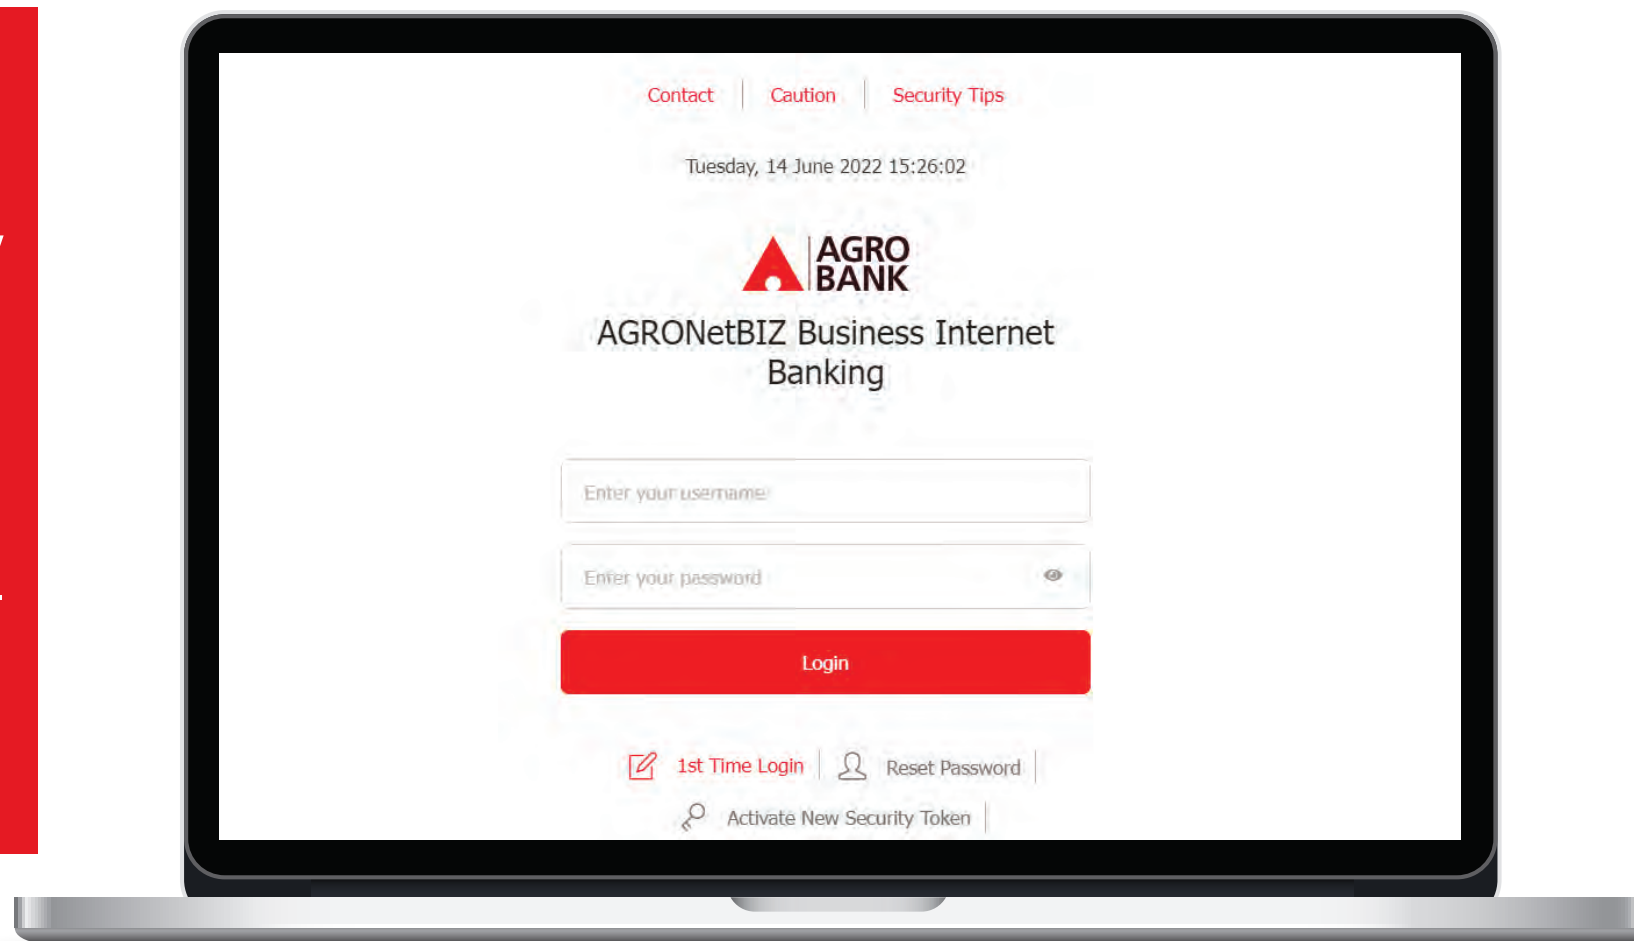 Contact Caution Security Tips
Tuesday, 14 June 2022 15:26:02
AGRO
BANK
AGRONetBIZ Business Internet
Banking
Enter your username
Enter your password
Login
1st Time Login Reset Password
Activate New Security Token